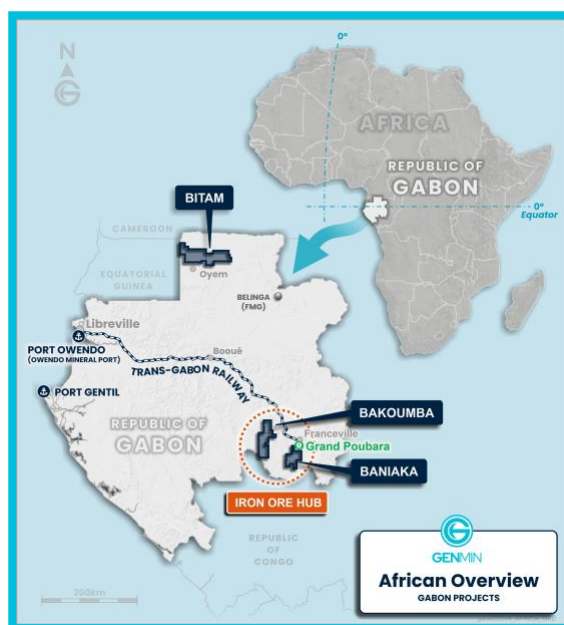 N
0°
AFRICA
REPUBLIC OF
GABON
0°
Equator
BITAM
CAMEROON
EQUATORIAL
GUINEA
Oyem
BELINGA
(FMG)
Libreville
PORT OWENDO
(OWENDO MINERAL PORT)
Booué
TRANS-GABON RAILWAY
PORT GENTIL
REPUBLIC OF
GABON
BAKOUMBA
Franceville
Grand Poubara
BANIAKA
IRON ORE HUB
REPUBLIC
OF
CONGO
200km
GENMIN
African Overview
GABON PROJECTS